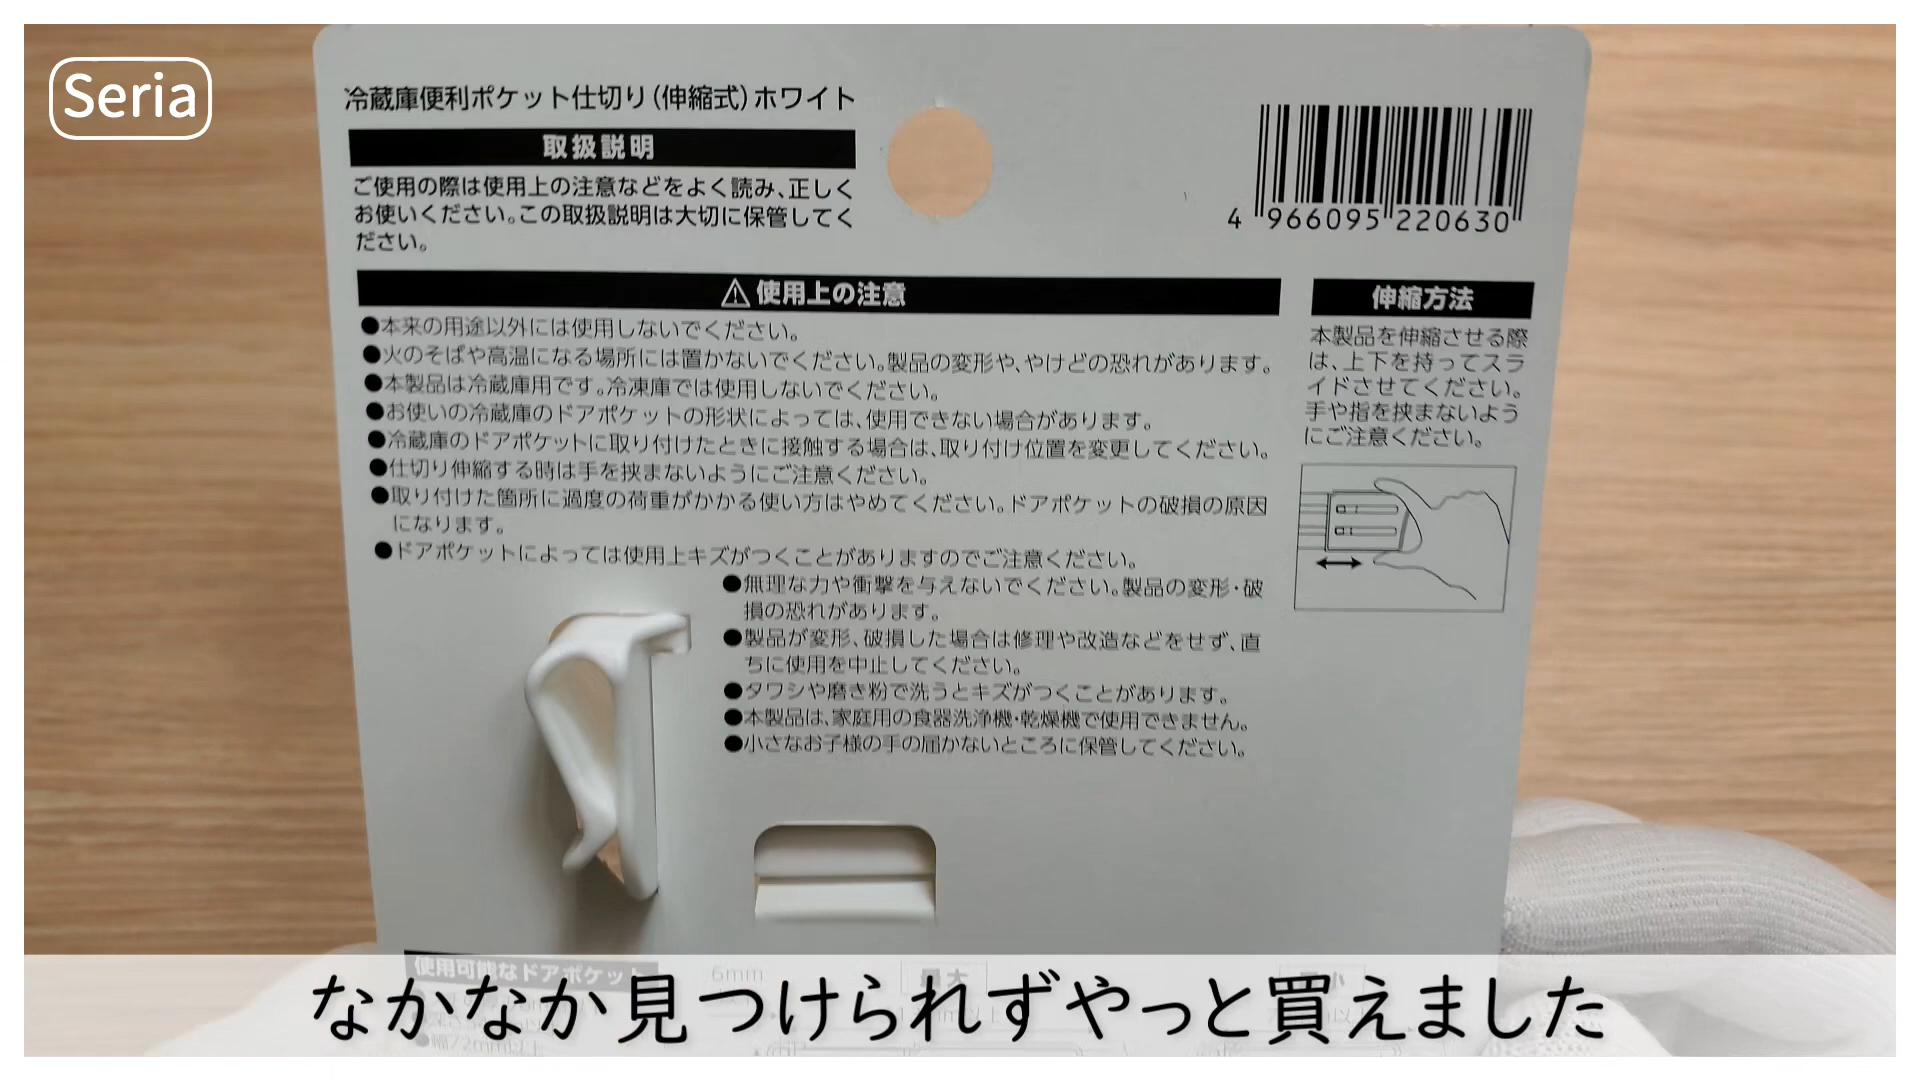 Seria
冷蔵庫便利ポケット仕切り(伸縮式)ホワイト
取扱説明
ご使用の際は使用上の注意などをよく読み、正しく
お使いください。この取扱説明は大切に保管してく
ださい。
4 966095 220630
⚠使用上の注意
●本来の用途以外には使用しないでください。
●火のそばや高温になる場所には置かないでください。製品の変形や、やけどの恐れがあります。
●本製品は冷蔵庫用です。冷凍庫では使用しないでください。
●お使いの冷蔵庫のドアポケットの形状によっては、使用できない場合があります。
●冷蔵庫のドアポケットに取り付けたときに接触する場合は、取り付け位置を変更してください。
●仕切り伸縮する時は手を挟まないようにご注意ください。
●取り付けた箇所に過度の荷重がかかる使い方はやめてください。ドアポケットの破損の原因
になります。
●ドアポケットによっては使用上キズがつくことがありますのでご注意ください。
●無理な力や衝撃を与えないでください。製品の変形・破
損の恐れがあります。
●製品が変形、破損した場合は修理や改造などをせず、直
ちに使用を中止してください。
●タワシや磨き粉で洗うとキズがつくことがあります。
●本製品は、家庭用の食器洗浄機・乾燥機で使用できません。
●小さなお子様の手の届かないところに保管してください。
伸縮方法
本製品を伸縮させる際
は、上下を持ってスラ
イドさせてください。
手や指を挟まないよう
にご注意ください。
使用可能なドアポケット
6mm
最大
●幅72mm以上
なかなか見つけられずやっと買えました